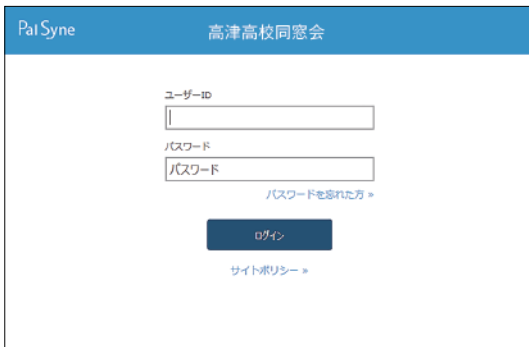 PalSyne
高津高校同窓会
ユーザーID
パスワード
パスワード
パスワードを忘れた方 »
ログイン
サイトポリシー »